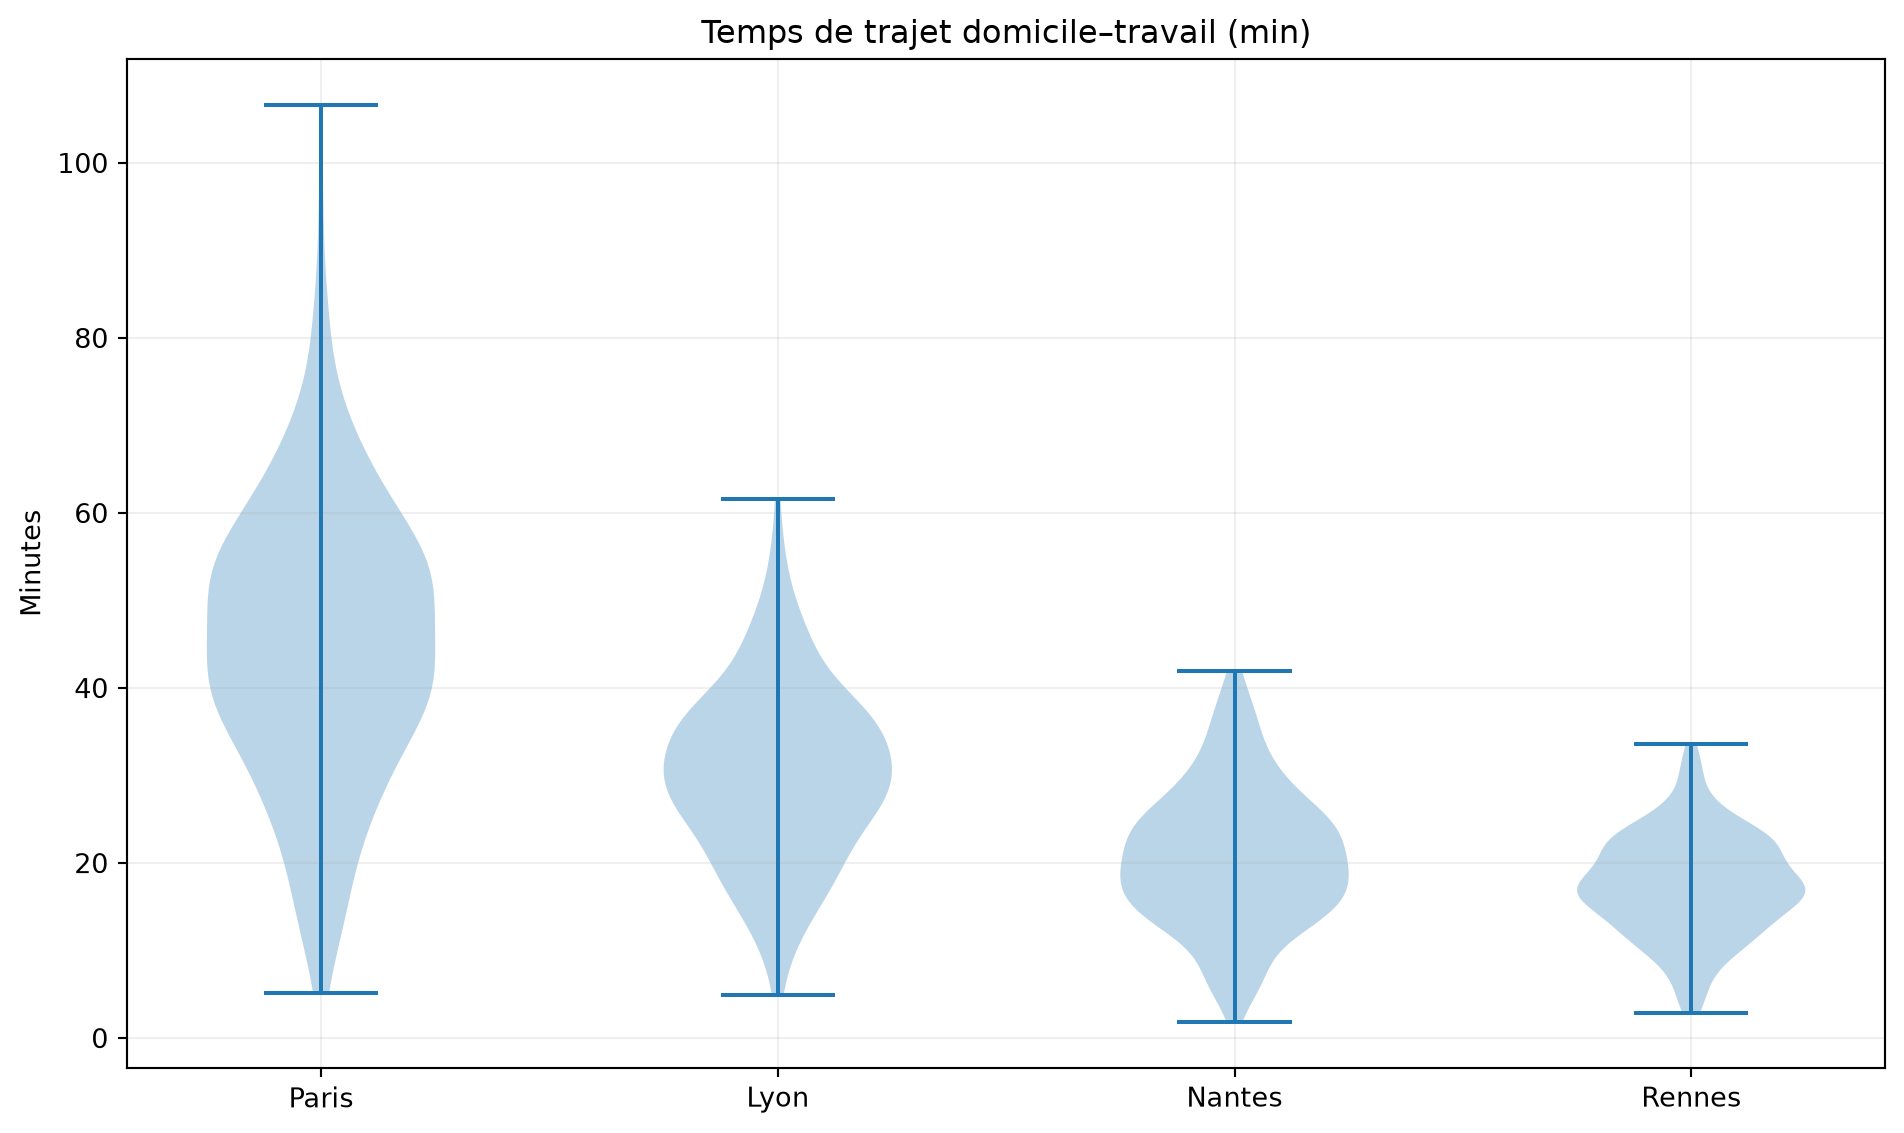 Temps de trajet domicile–travail (min)
Minutes
100
80
60
40
20
0
Paris
Lyon
Nantes
Rennes